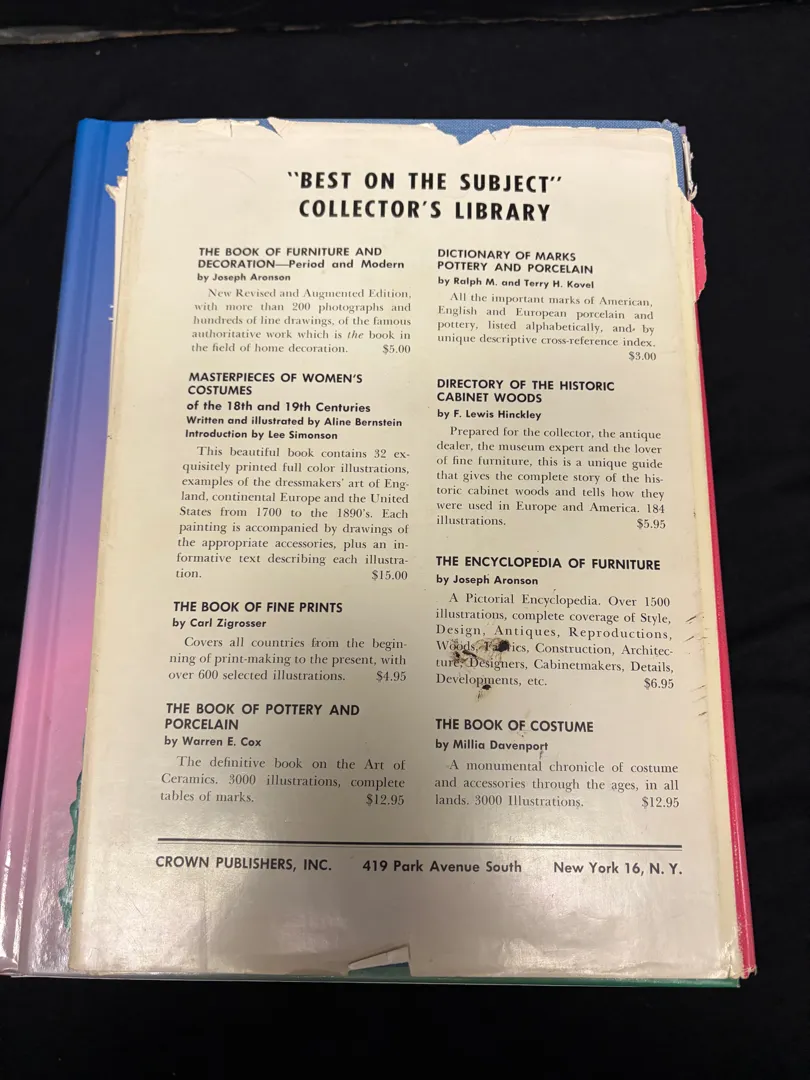 "BEST ON THE SUBJECT"
COLLECTOR'S LIBRARY
THE BOOK OF FURNITURE AND
DECORATION—Period and Modern
by Joseph Aronson
New Revised and Augmented Edition,
with more than 200 photographs and
hundreds of line drawings, of the famous
authoritative work which is the book in
the field of home decoration. $5.00
MASTERPIECES OF WOMEN'S
COSTUMES
of the 18th and 19th Centuries
Written and illustrated by Aline Bernstein
Introduction by Lee Simonson
This beautiful book contains 32 ex-
quisitely printed full color illustrations,
examples of the dressmakers' art of Eng-
land, continental Europe and the United
States from 1700 to the 1890's. Each
painting is accompanied by drawings of
the appropriate accessories, plus an in-
formative text describing each illustra-
tion. $15.00
THE BOOK OF FINE PRINTS
by Carl Zigrosser
Covers all countries from the begin-
ning of print-making to the present, with
over 600 selected illustrations. $4.95
THE BOOK OF POTTERY AND
PORCELAIN
by Warren E. Cox
The definitive book on the Art of
Ceramics. 3000 illustrations, complete
tables of marks. $12.95
DICTIONARY OF MARKS
POTTERY AND PORCELAIN
by Ralph M. and Terry H. Kovel
All the important marks of American,
English and European porcelain and
pottery, listed alphabetically, and by
unique descriptive cross-reference index.
$3.00
DIRECTORY OF THE HISTORIC
CABINET WOODS
by F. Lewis Hinckley
Prepared for the collector, the antique
dealer, the museum expert and the lover
of fine furniture, this is a unique guide
that gives the complete story of the his-
toric cabinet woods and tells how they
were used in Europe and America. 184
illustrations. $5.95
THE ENCYCLOPEDIA OF FURNITURE
by Joseph Aronson
A Pictorial Encyclopedia. Over 1500
illustrations, complete coverage of Style,
Design, Antiques, Reproductions,
Woods, Fabrics, Construction, Architec-
ture, Designers, Cabinetmakers, Details,
Developments, etc. $6.95
THE BOOK OF COSTUME
by Millia Davenport
A monumental chronicle of costume
and accessories through the ages, in all
lands. 3000 Illustrations. $12.95
CROWN PUBLISHERS, INC. 419 Park Avenue South New York 16, N. Y.